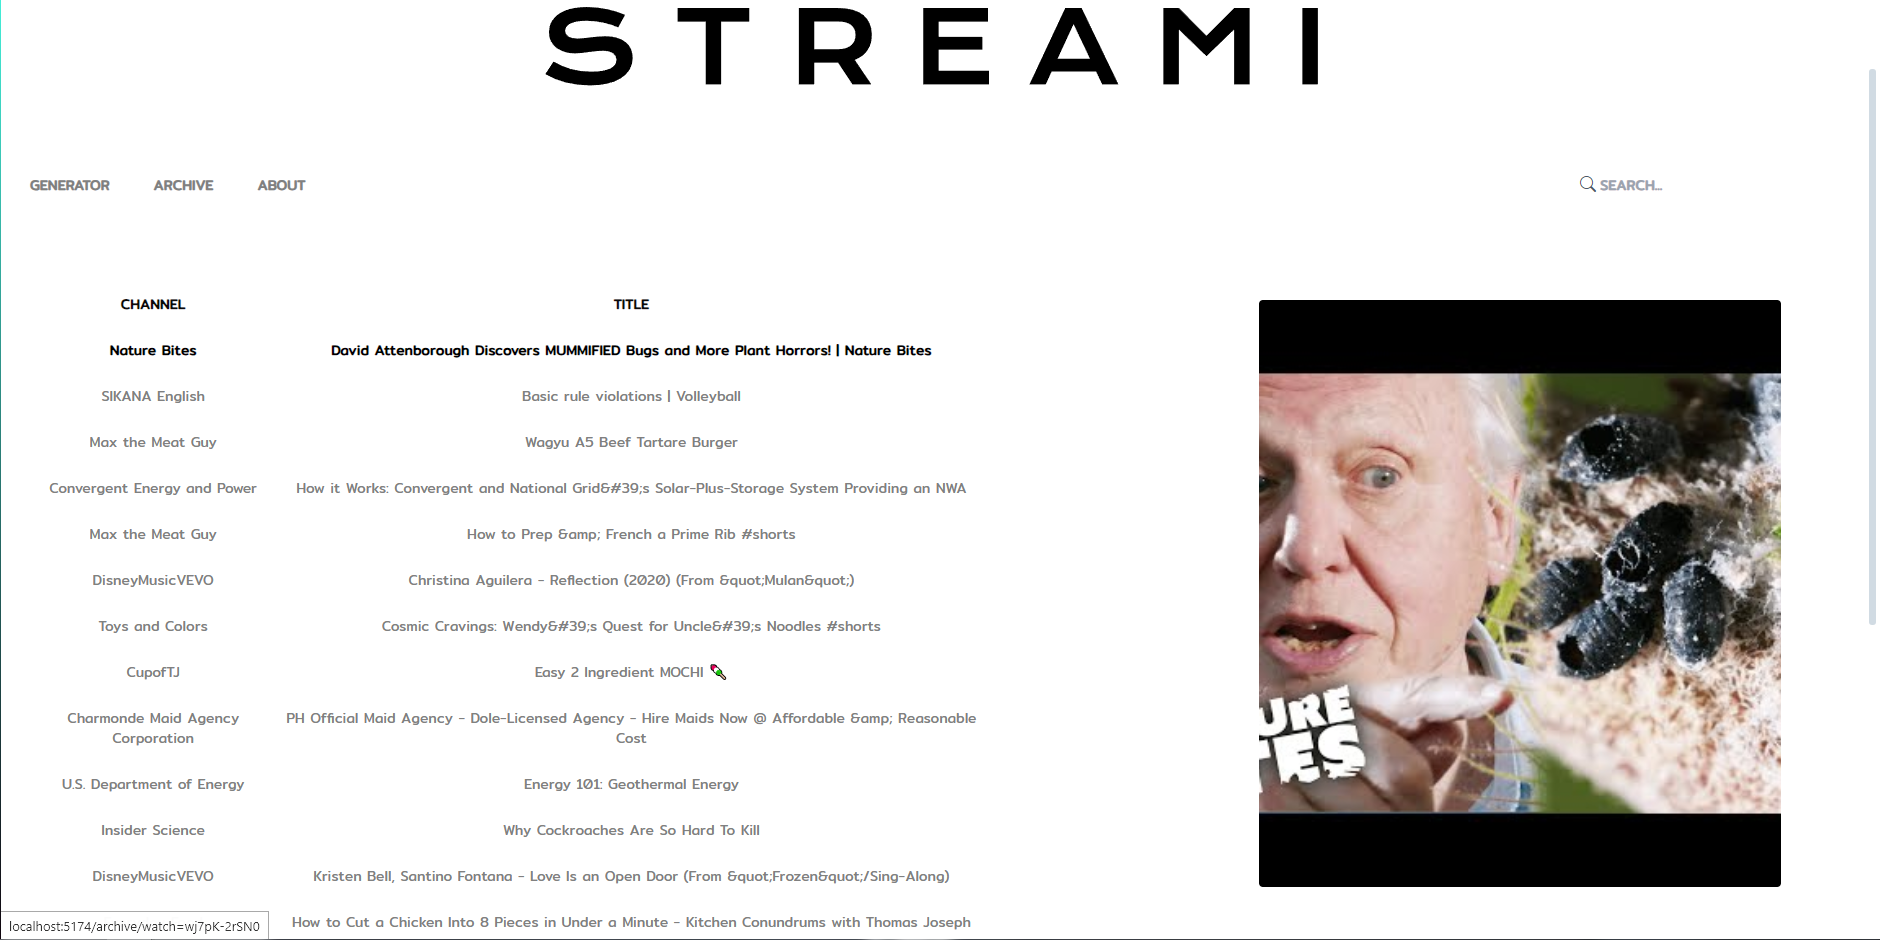 STREAMI
GENERATOR ARCHIVE ABOUT SEARCH...
CHANNEL TITLE
Nature Bites David Attenborough Discovers MUMMIFIED Bugs and More Plant Horrors! | Nature Bites
SIKANA English Basic rule violations | Volleyball
Max the Meat Guy Wagyu A5 Beef Tartare Burger
Convergent Energy and Power How it Works: Convergent and National Grid&#39;s Solar-Plus-Storage System Providing an NWA
Max the Meat Guy How to Prep &amp; French a Prime Rib #shorts
DisneyMusicVEVO Christina Aguilera - Reflection (2020) (From &quot;Mulan&quot;)
Toys and Colors Cosmic Cravings: Wendy&#39;s Quest for Uncle&#39;s Noodles #shorts
CupofTJ Easy 2 Ingredient MOCHI 🍡
Charmonde Maid Agency PH Official Maid Agency - Dole-Licensed Agency - Hire Maids Now @ Affordable &amp; Reasonable
Corporation Cost
U.S. Department of Energy Energy 101: Geothermal Energy
Insider Science Why Cockroaches Are So Hard To Kill
DisneyMusicVEVO Kristen Bell, Santino Fontana - Love Is an Open Door (From &quot;Frozen&quot;/Sing-Along)
How to Cut a Chicken Into 8 Pieces in Under a Minute - Kitchen Conundrums with Thomas Joseph
localhost:5174/archive/watch=wj7pK-2rSN0
URE
TES